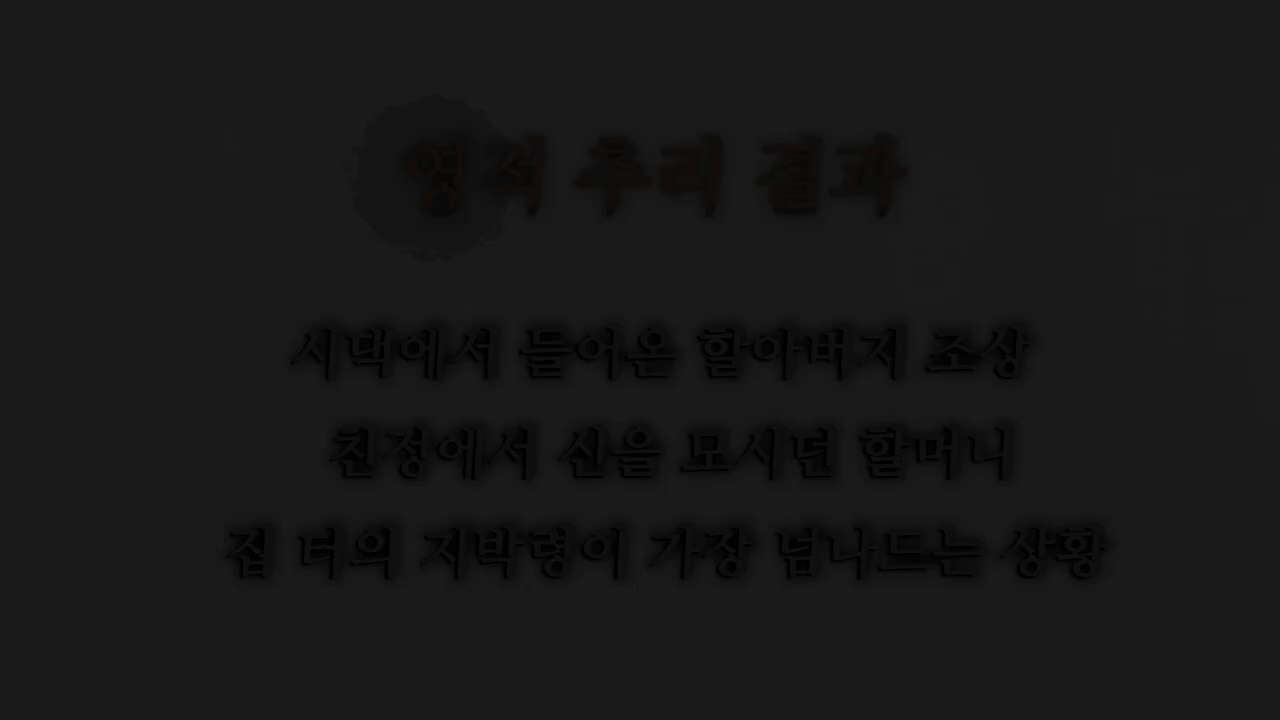 영적 추리 결과
시댁에서 들어온 할아버지 조상
친정에서 신을 모시던 할머니
집 터의 지박령이 가장 넘나드는 상황